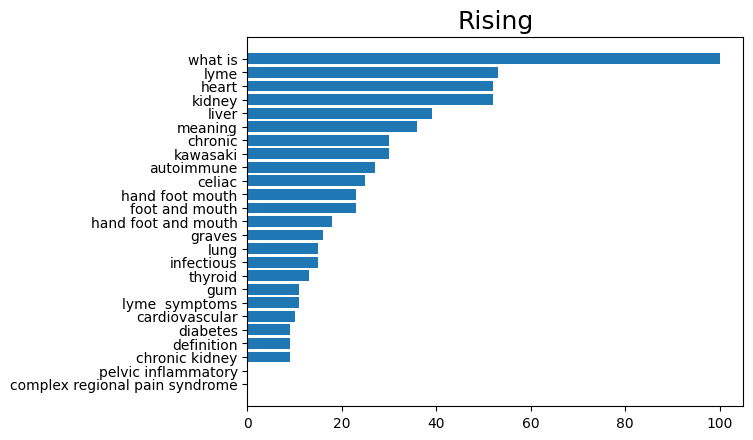 Rising
what is
lyme
heart
kidney
liver
meaning
chronic
kawasaki
autoimmune
celiac
hand foot mouth
foot and mouth
hand foot and mouth
graves
lung
infectious
thyroid
gum
lyme  symptoms
cardiovascular
diabetes
definition
chronic kidney
pelvic inflammatory
complex regional pain syndrome
0 20 40 60 80 100